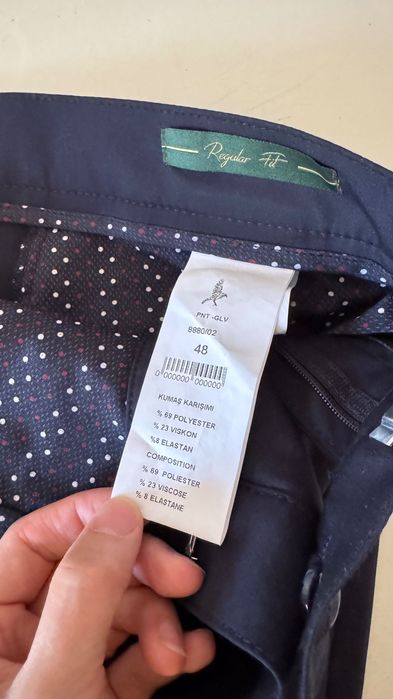 Regular Fit
PNT -GLV
8880/02
48
0 000000 000000
KUMAŞ KARIŞIMI
% 69 POLYESTER
% 23 VISKON
%8 ELASTAN
COMPOSITION
% 69 POLIESTER
% 23 VISCOSE
% 8 ELASTANE